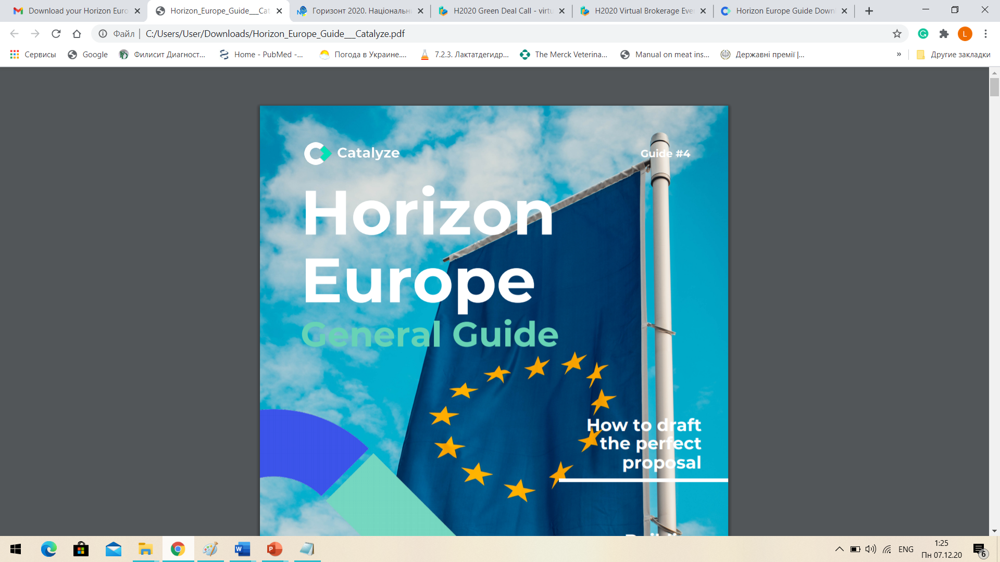 Download your Horizon Euro
Horizon_Europe_Guide___Cat
Горизонт 2020. Національн
H2020 Green Deal Call - virtu
H2020 Virtual Brokerage Eve
Horizon Europe Guide Down
Файл
C:/Users/User/Downloads/Horizon_Europe_Guide___Catalyze.pdf
L
Сервисы
Google
Филисит Диагност...
Home - PubMed -...
Погода в Украине....
7.2.3. Лактатдегидр...
The Merck Veterina...
Manual on meat ins...
Державні премії |...
»
Другие закладки
Catalyze
Guide #4
Horizon
Europe
General Guide
How to draft
the perfect
proposal
ENG
1:25
Пн 07.12.20
6